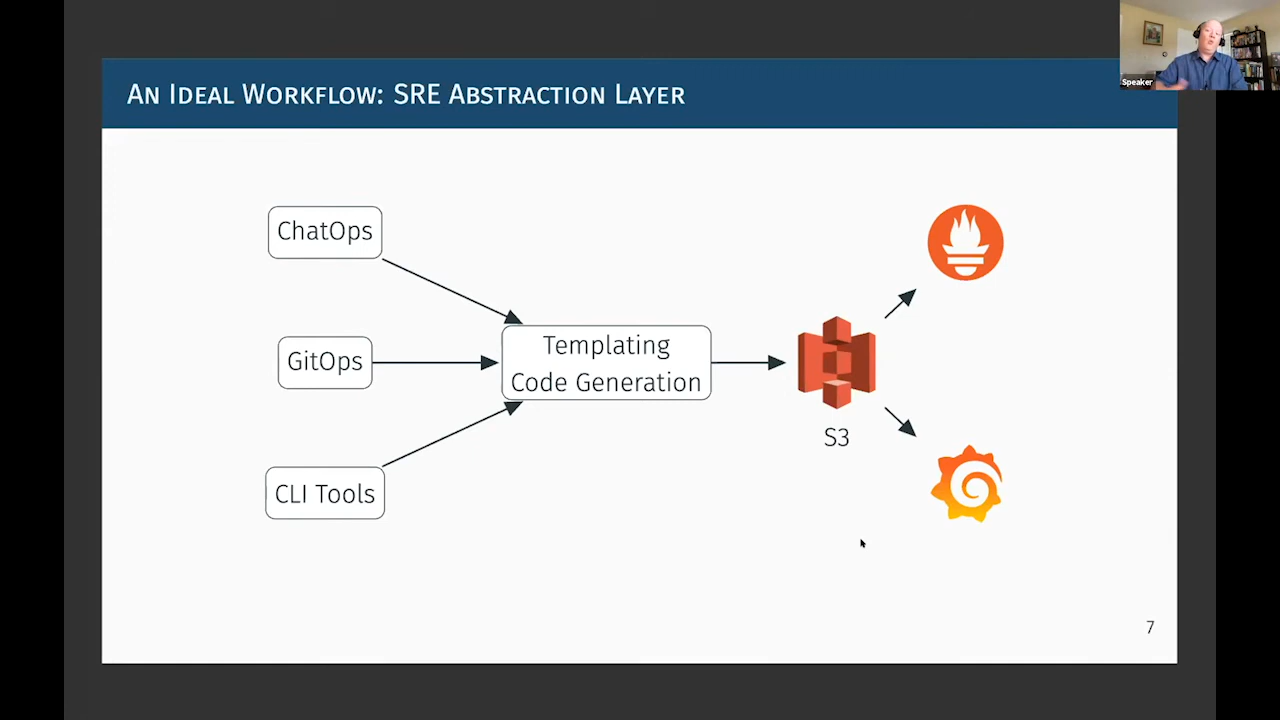 An Ideal Workflow: SRE Abstraction Layer
Speaker
ChatOps
GitOps
CLI Tools
Templating
Code Generation
S3
7